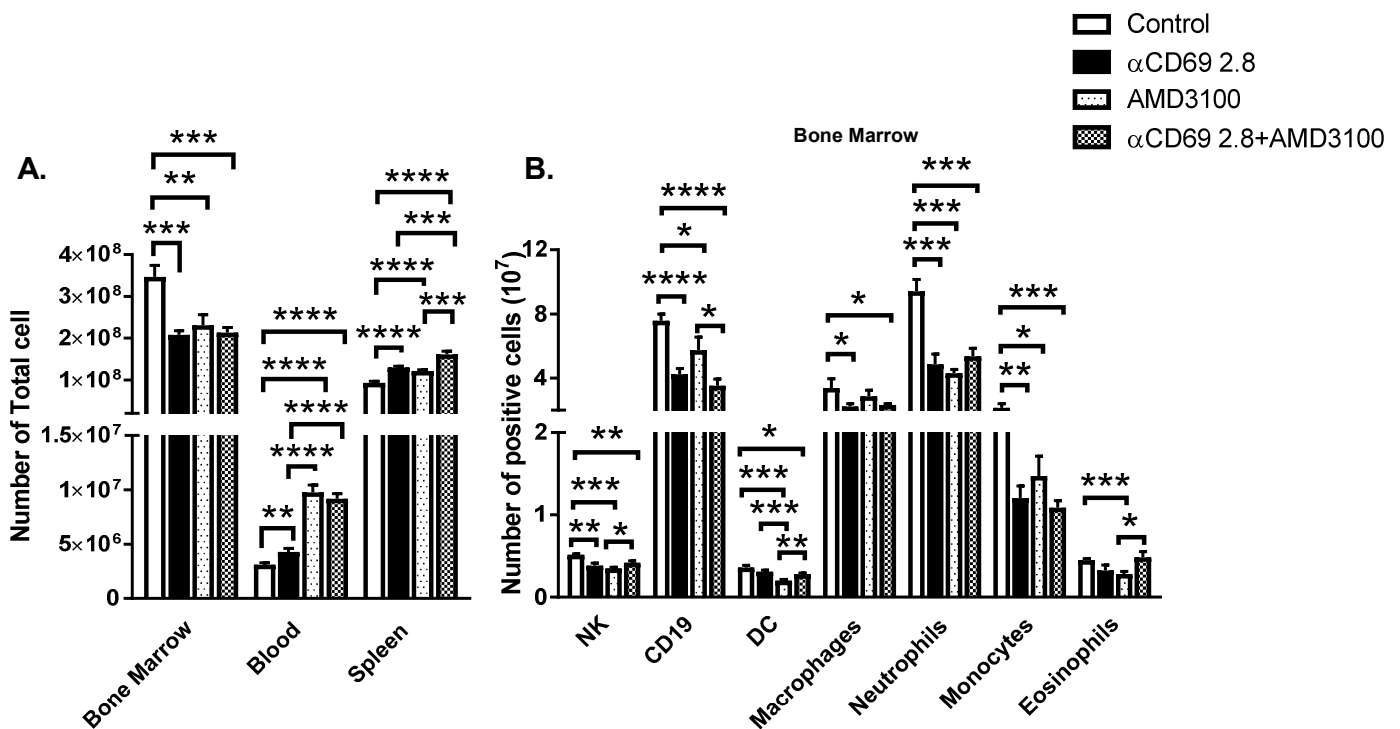 Control
αCD69 2.8
AMD3100
αCD69 2.8+AMD3100
A.
Number of Total cell
4×10⁸
3×10⁸
2×10⁸
1×10⁸
1.5×10⁷
1×10⁷
5×10⁶
0
***
**
***
****
****
****
****
**
****
***
****
***
****
Bone Marrow
Blood
Spleen
B.
Bone Marrow
Number of positive cells (10⁷)
12
8
4
2
1
0
**
***
**
*
****
*
****
*
*
***
***
**
*
*
***
***
***
***
*
**
***
*
NK
CD19
DC
Macrophages
Neutrophils
Monocytes
Eosinophils